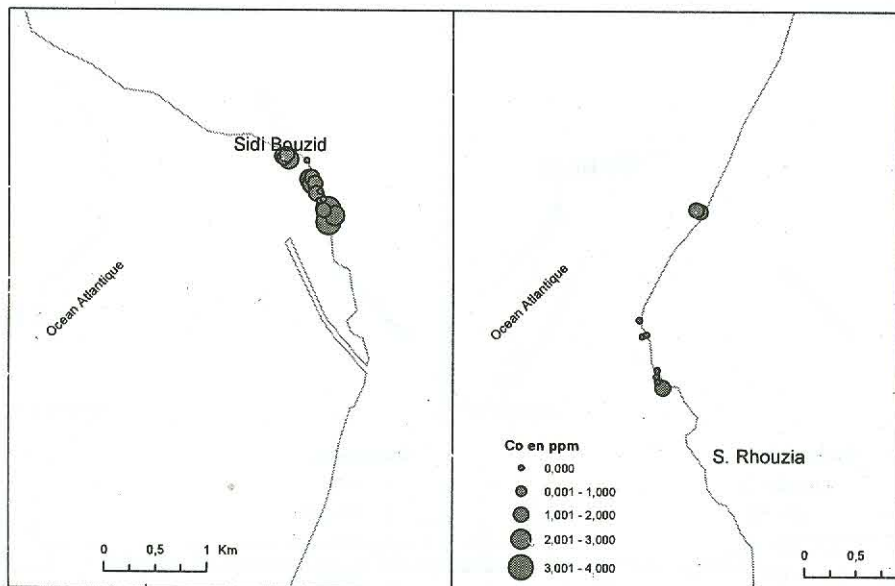 Sidi Bouzid
Ocean Atlantique
0 0,5 1 Km
Ocean Atlantique
S. Rhouzia
Co en ppm
0,000
0,001 - 1,000
1,001 - 2,000
2,001 - 3,000
3,001 - 4,000
0 0,5